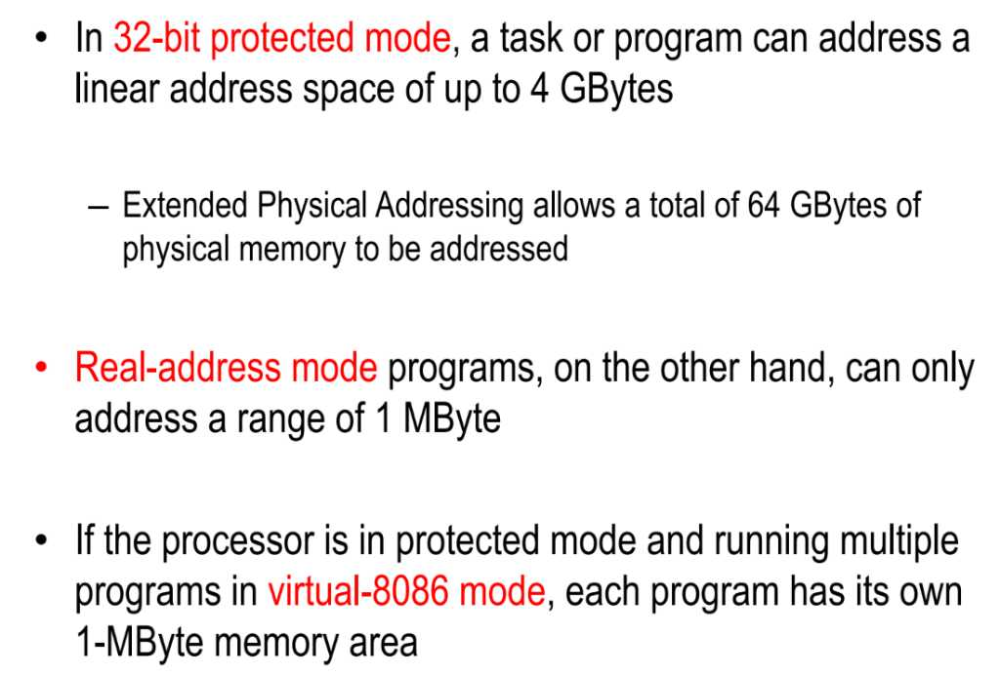 • In 32-bit protected mode, a task or program can address a
linear address space of up to 4 GBytes
– Extended Physical Addressing allows a total of 64 GBytes of
physical memory to be addressed
• Real-address mode programs, on the other hand, can only
address a range of 1 MByte
• If the processor is in protected mode and running multiple
programs in virtual-8086 mode, each program has its own
1-MByte memory area